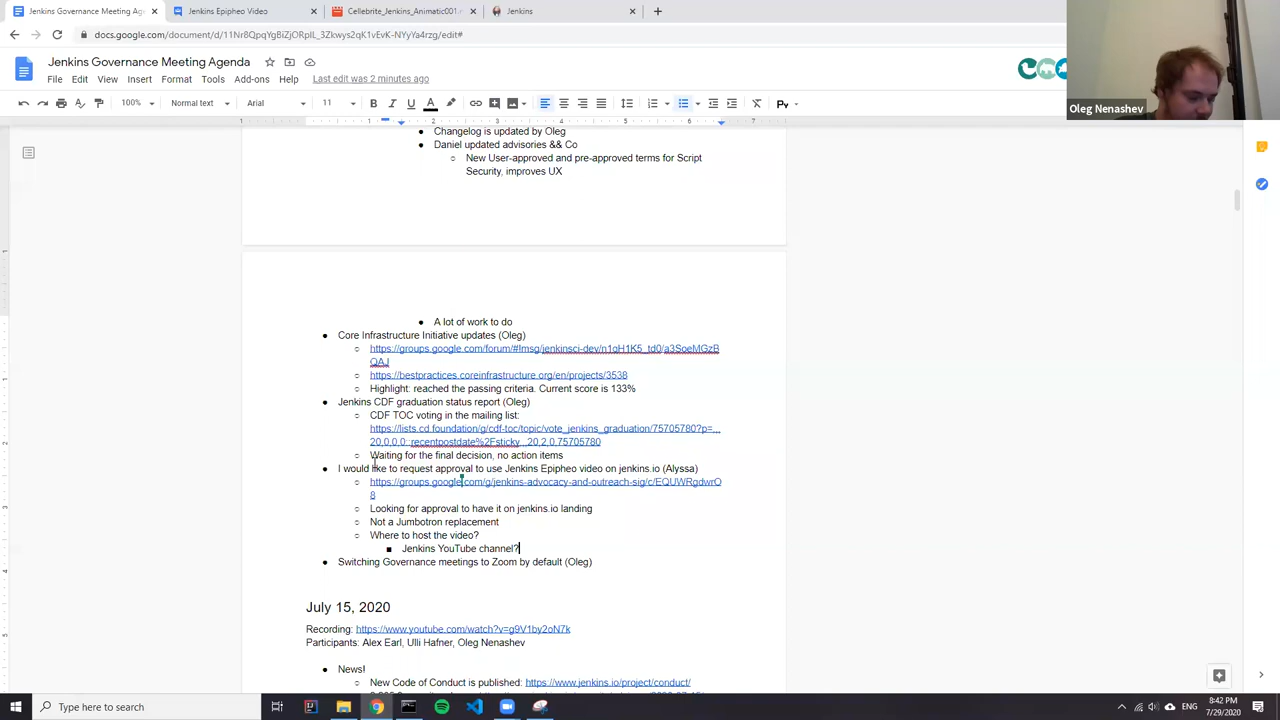 Jenkins Governance Meeting Age
Jenkins Epipheo Video
Cellebrite_Jenkins_Animatic001.m
Jenkins
docs.google.com/document/d/11Nr8QpqYgBiZjORpIL_3Zkwys2qK1vEvK-NYyYa4rzg/edit#
Jenkins Governance Meeting Agenda
File Edit View Insert Format Tools Add-ons Help Last edit was 2 minutes ago
100% Normal text Arial 11
Oleg Nenashev
Changelog is updated by Oleg
Daniel updated advisories && Co
New User-approved and pre-approved terms for Script
Security, improves UX
A lot of work to do
Core Infrastructure Initiative updates (Oleg)
https://groups.google.com/forum/#!msg/jenkinsci-dev/n1qH1K5_td0/a3SoeMGzB
QAJ
https://bestpractices.coreinfrastructure.org/en/projects/3538
Highlight: reached the passing criteria. Current score is 133%
Jenkins CDF graduation status report (Oleg)
CDF TOC voting in the mailing list:
https://lists.cd.foundation/g/cdf-toc/topic/vote_jenkins_graduation/75705780?p=,,,
20,0,0,0::recentpostdate%2Fsticky,,,20,2,0,75705780
Waiting for the final decision, no action items
I would like to request approval to use Jenkins Epipheo video on jenkins.io (Alyssa)
https://groups.google.com/g/jenkins-advocacy-and-outreach-sig/c/EQUWRgdwrO
8
Looking for approval to have it on jenkins.io landing
Not a Jumbotron replacement
Where to host the video?
Jenkins YouTube channel?
Switching Governance meetings to Zoom by default (Oleg)
July 15, 2020
Recording: https://www.youtube.com/watch?v=g9V1by2oN7k
Participants: Alex Earl, Ulli Hafner, Oleg Nenashev
News!
New Code of Conduct is published: https://www.jenkins.io/project/conduct/
Type here to search
8:42 PM
7/29/2020